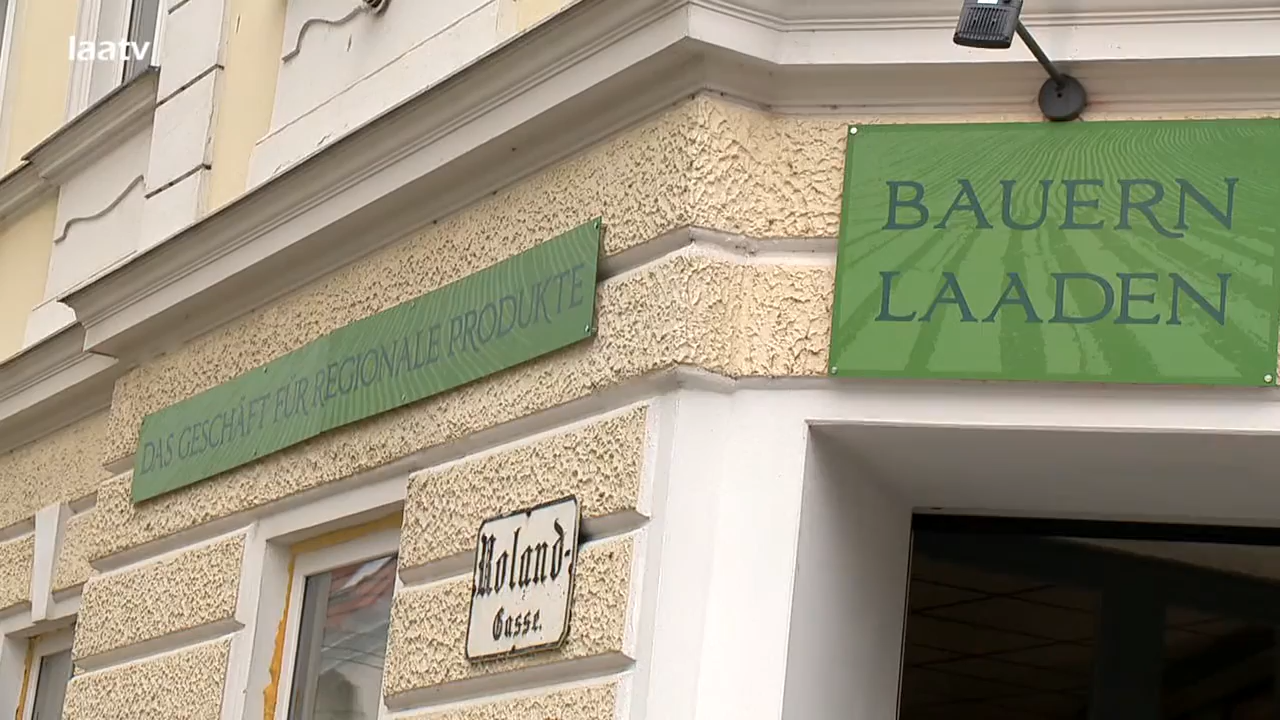 laatv
BAUERN
LAADEN
DAS GESCHÄFT FÜR REGIONALE PRODUKTE
Roland-
Gasse.